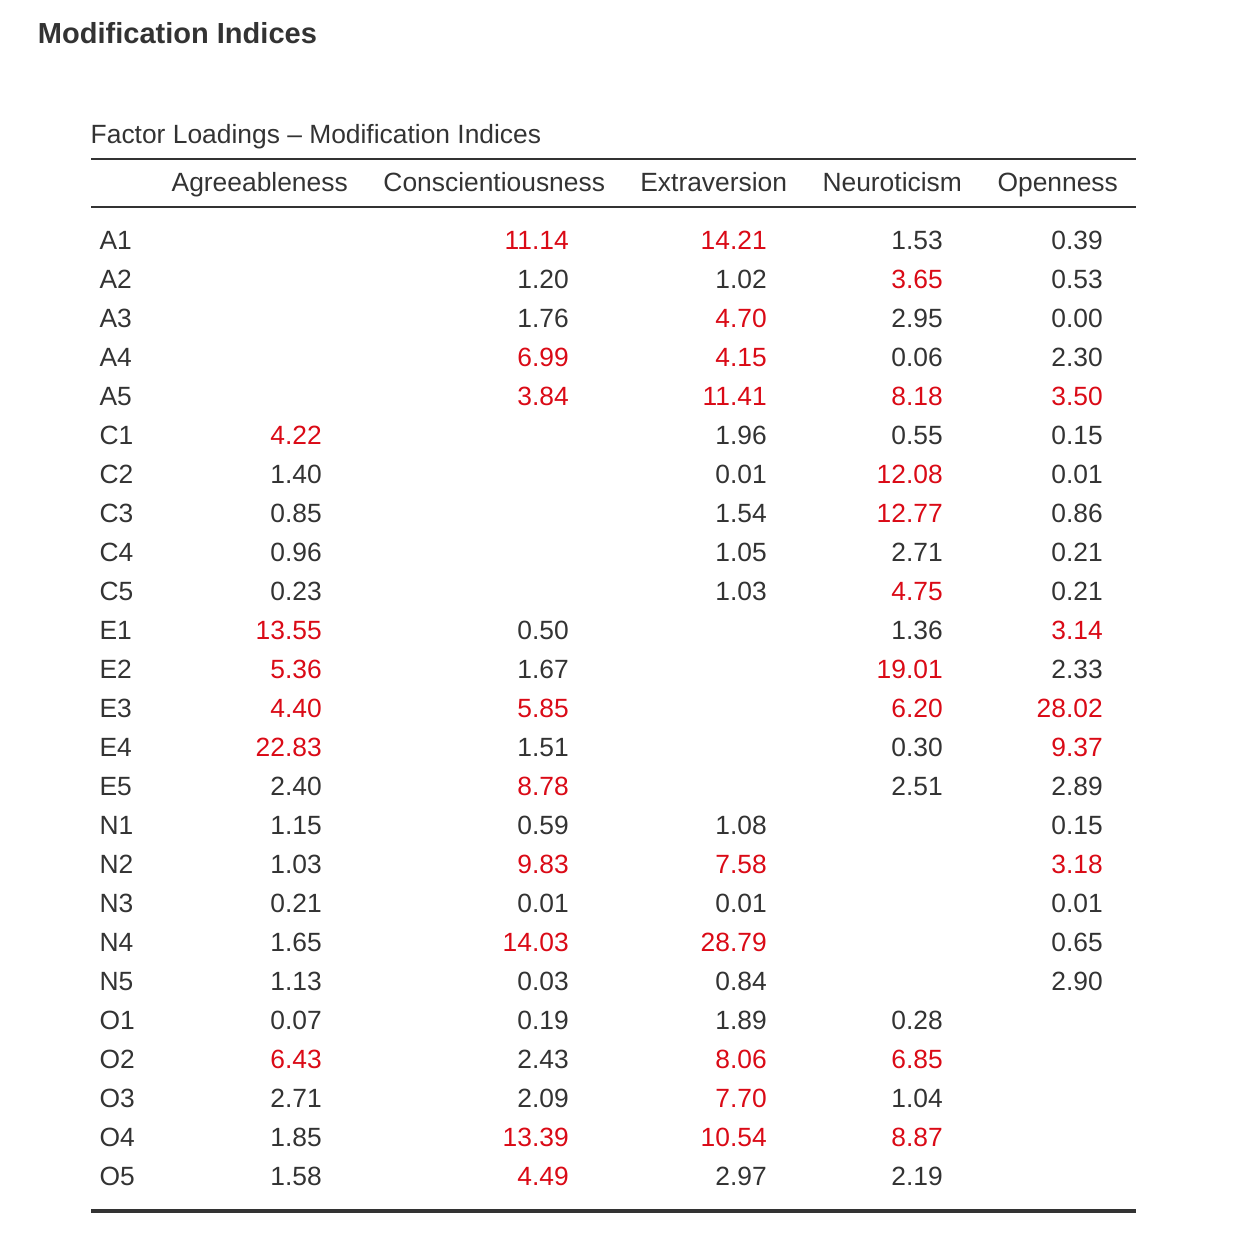 Modification Indices
Factor Loadings – Modification Indices
Agreeableness Conscientiousness Extraversion Neuroticism Openness
A1 11.14 14.21 1.53 0.39
A2 1.20 1.02 3.65 0.53
A3 1.76 4.70 2.95 0.00
A4 6.99 4.15 0.06 2.30
A5 3.84 11.41 8.18 3.50
C1 4.22 1.96 0.55 0.15
C2 1.40 0.01 12.08 0.01
C3 0.85 1.54 12.77 0.86
C4 0.96 1.05 2.71 0.21
C5 0.23 1.03 4.75 0.21
E1 13.55 0.50 1.36 3.14
E2 5.36 1.67 19.01 2.33
E3 4.40 5.85 6.20 28.02
E4 22.83 1.51 0.30 9.37
E5 2.40 8.78 2.51 2.89
N1 1.15 0.59 1.08 0.15
N2 1.03 9.83 7.58 3.18
N3 0.21 0.01 0.01 0.01
N4 1.65 14.03 28.79 0.65
N5 1.13 0.03 0.84 2.90
O1 0.07 0.19 1.89 0.28
O2 6.43 2.43 8.06 6.85
O3 2.71 2.09 7.70 1.04
O4 1.85 13.39 10.54 8.87
O5 1.58 4.49 2.97 2.19